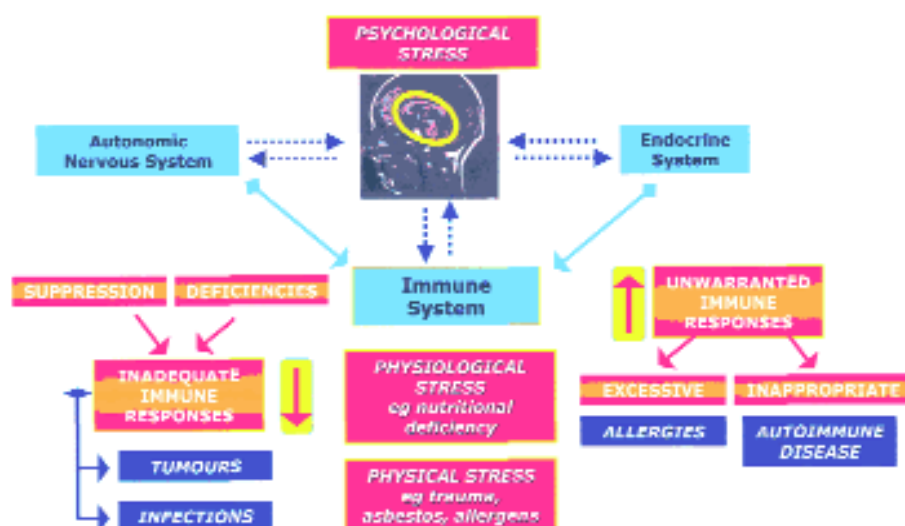 PSYCHOLOGICAL
STRESS
Autonomic
Nervous System
Endocrine
System
Immune
System
SUPPRESSION
DEFICIENCIES
UNWARRANTED
IMMUNE
RESPONSES
INADEQUATE
IMMUNE
RESPONSES
PHYSIOLOGICAL
STRESS
eg nutritional
deficiency
EXCESSIVE
INAPPROPRIATE
ALLERGIES
AUTOIMMUNE
DISEASE
TUMOURS
PHYSICAL STRESS
eg trauma,
asbestos, allergens
INFECTIONS